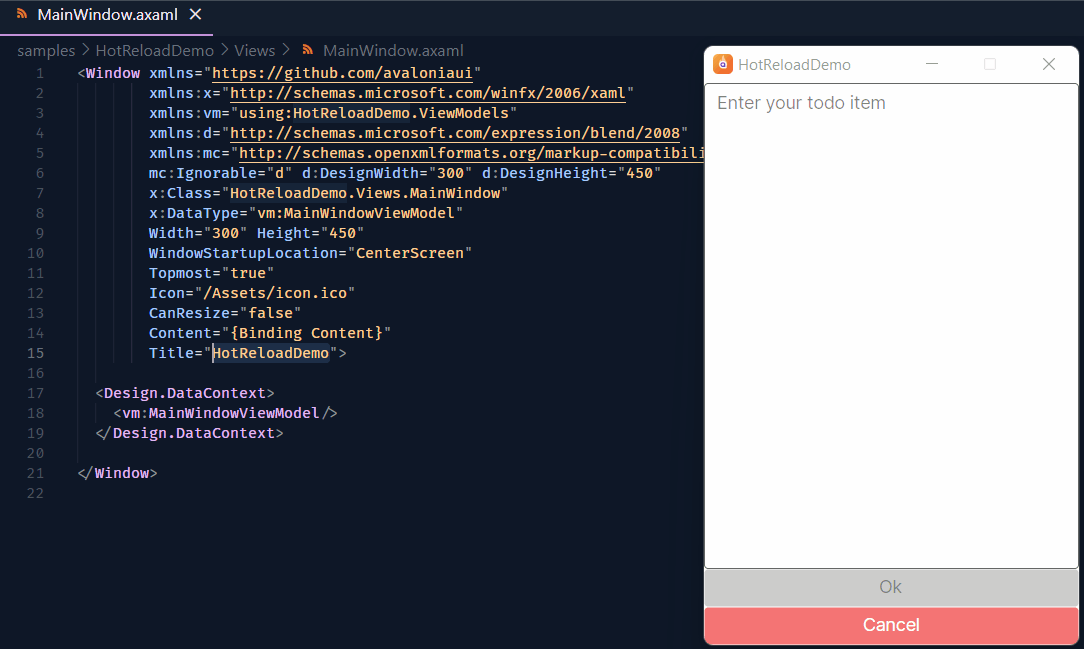 MainWindow.axaml
samples > HotReloadDemo > Views > MainWindow.axaml
1 <Window xmlns="https://github.com/avaloniaui"
2 xmlns:x="http://schemas.microsoft.com/winfx/2006/xaml"
3 xmlns:vm="using:HotReloadDemo.ViewModels"
4 xmlns:d="http://schemas.microsoft.com/expression/blend/2008"
5 xmlns:mc="http://schemas.openxmlformats.org/markup-compatibili
6 mc:Ignorable="d" d:DesignWidth="300" d:DesignHeight="450"
7 x:Class="HotReloadDemo.Views.MainWindow"
8 x:DataType="vm:MainWindowViewModel"
9 Width="300" Height="450"
10 WindowStartupLocation="CenterScreen"
11 Topmost="true"
12 Icon="/Assets/icon.ico"
13 CanResize="false"
14 Content="{Binding Content}"
15 Title="HotReloadDemo">
16
17 <Design.DataContext>
18 <vm:MainWindowViewModel/>
19 </Design.DataContext>
20
21 </Window>
22
HotReloadDemo
Enter your todo item
Ok
Cancel